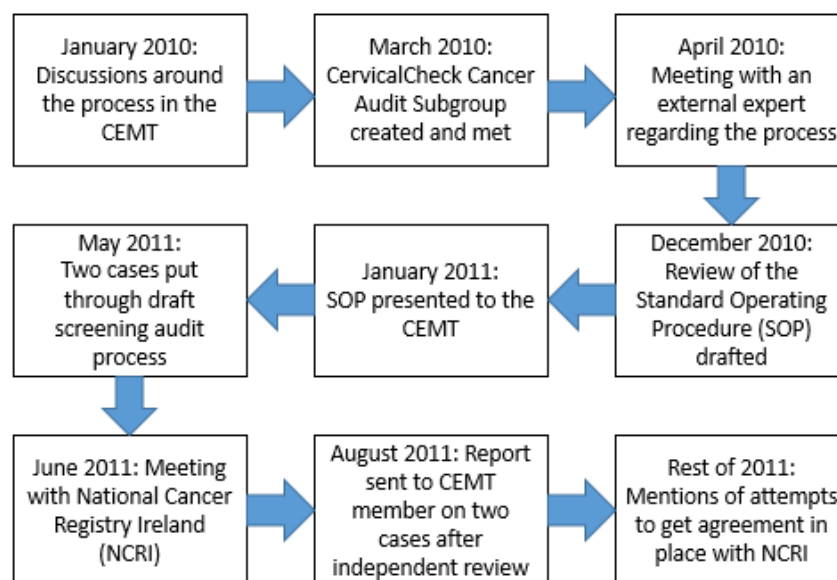 January 2010:
Discussions around
the process in the
CEMT
March 2010:
CervicalCheck Cancer
Audit Subgroup
created and met
April 2010:
Meeting with an
external expert
regarding the process
December 2010:
Review of the
Standard Operating
Procedure (SOP)
drafted
January 2011:
SOP presented to the
CEMT
May 2011:
Two cases put
through draft
screening audit
process
June 2011: Meeting
with National Cancer
Registry Ireland
(NCRI)
August 2011: Report
sent to CEMT
member on two
cases after
independent review
Rest of 2011:
Mentions of attempts
to get agreement in
place with NCRI